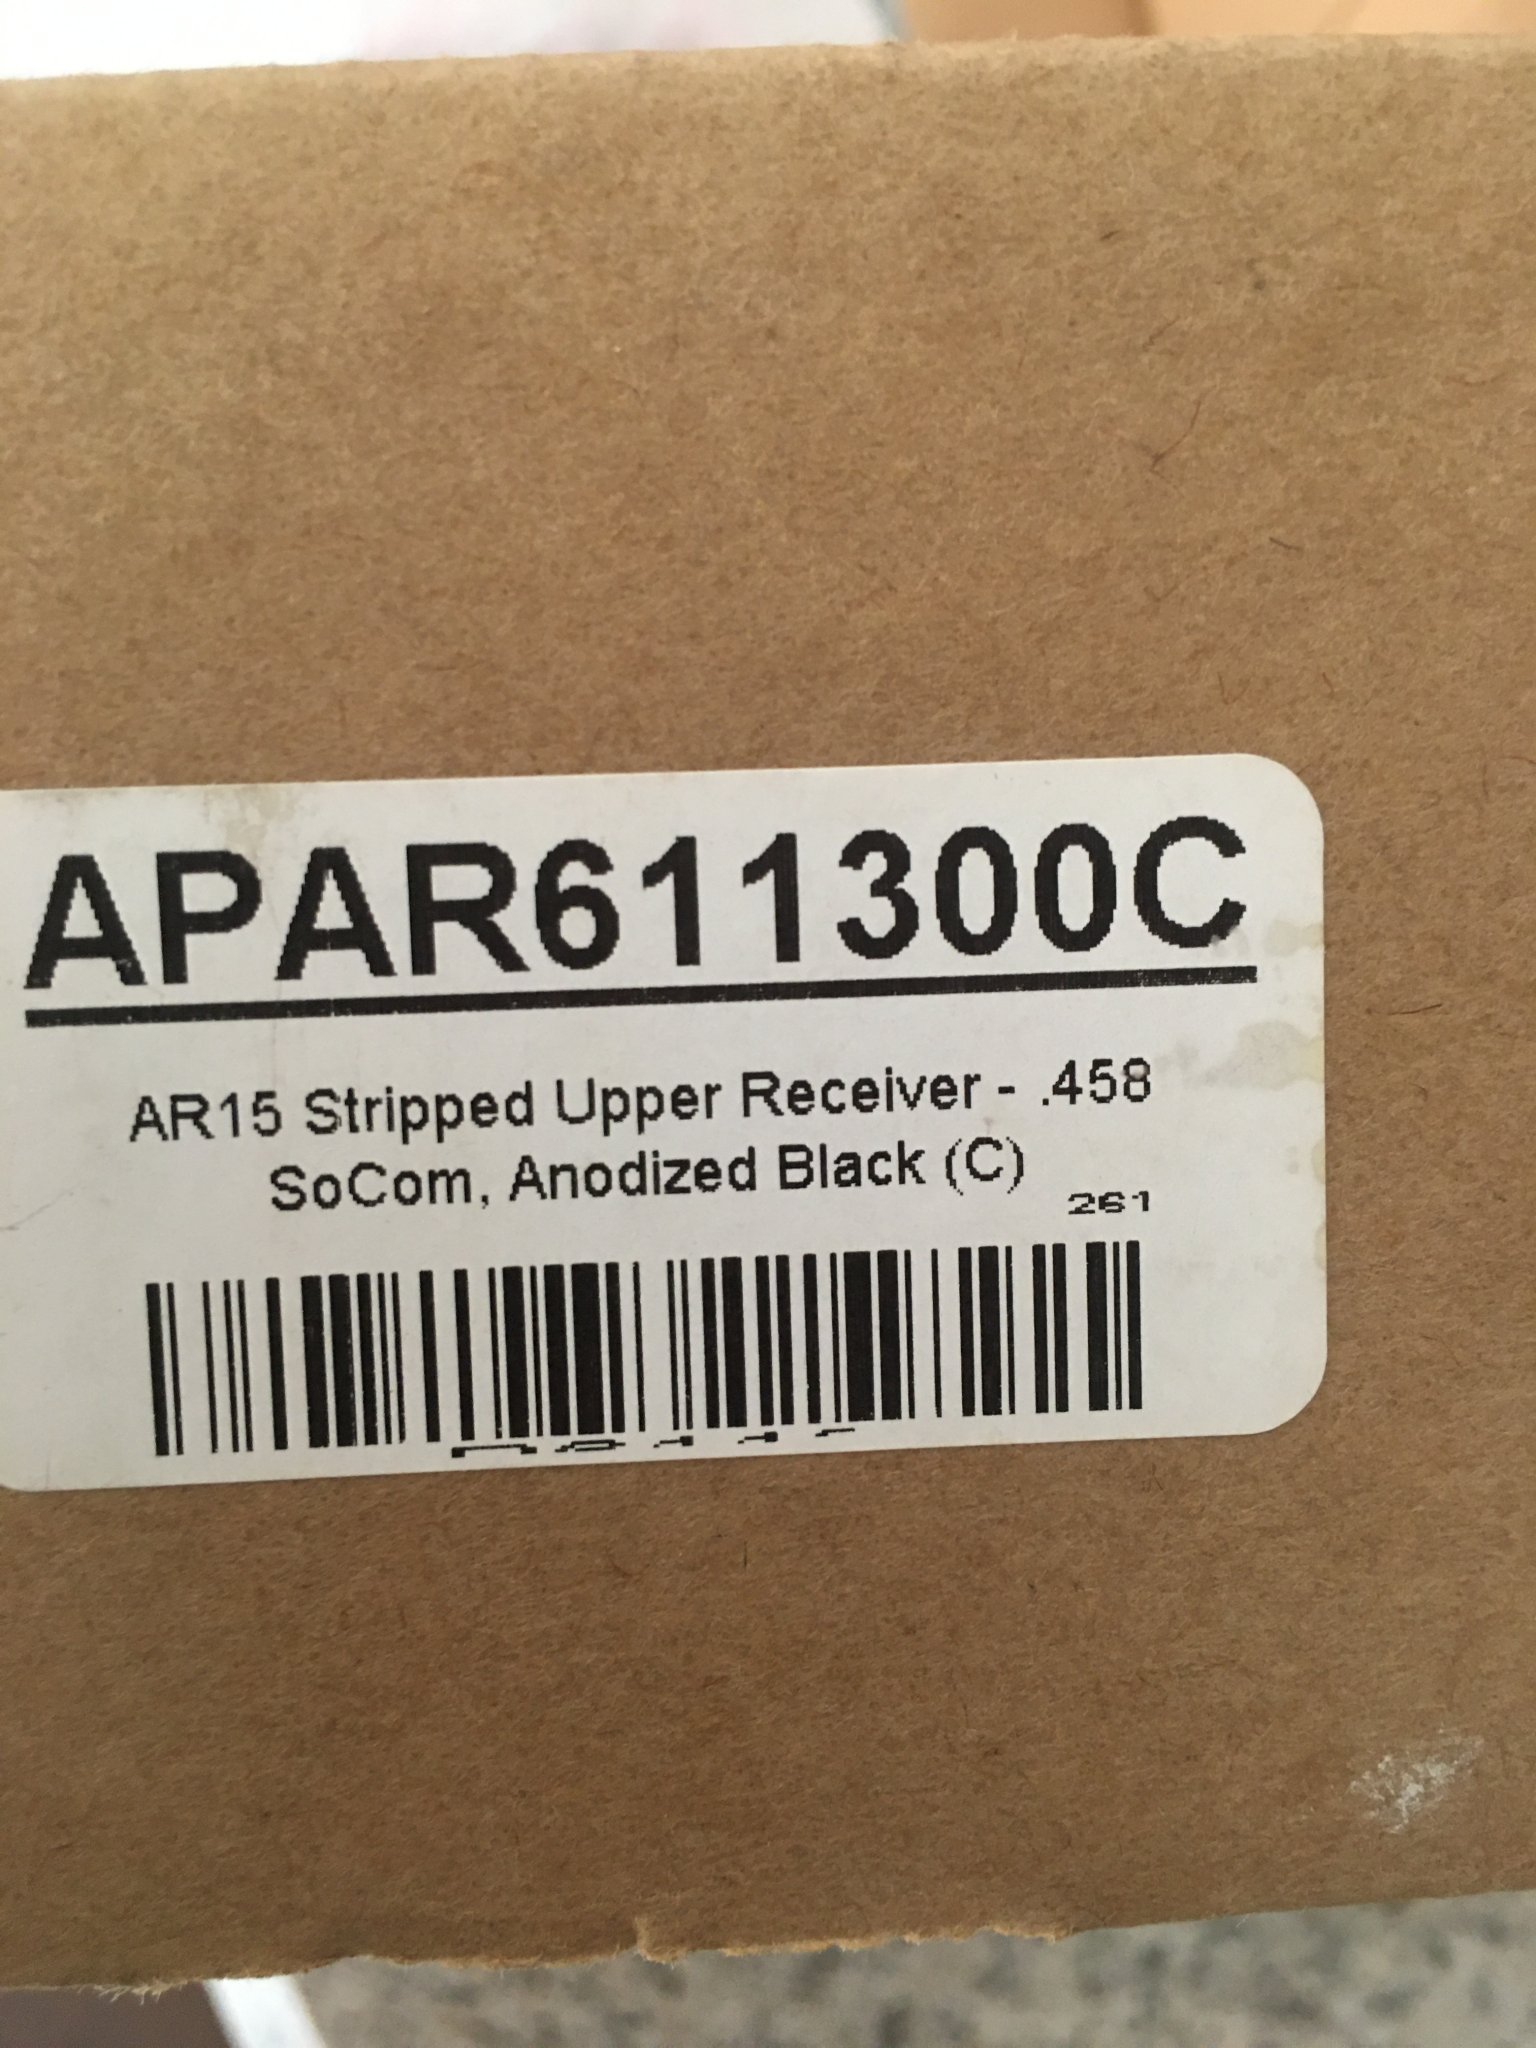 APAR611300C
AR15 Stripped Upper Receiver - .458
SoCom, Anodized Black (C)
261